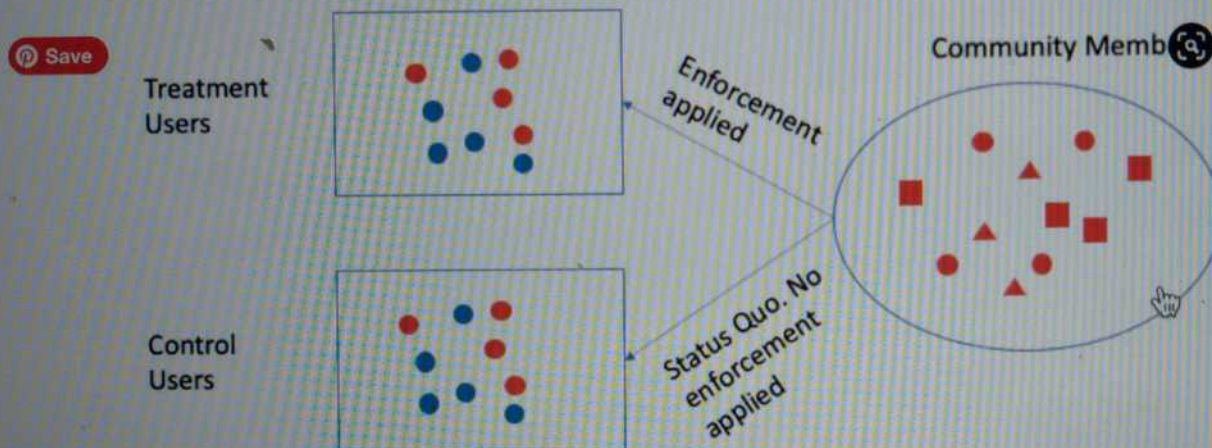 Save
Community Memb
Treatment
Users
Enforcement
applied
Control
Users
Status Quo. No
enforcement
applied